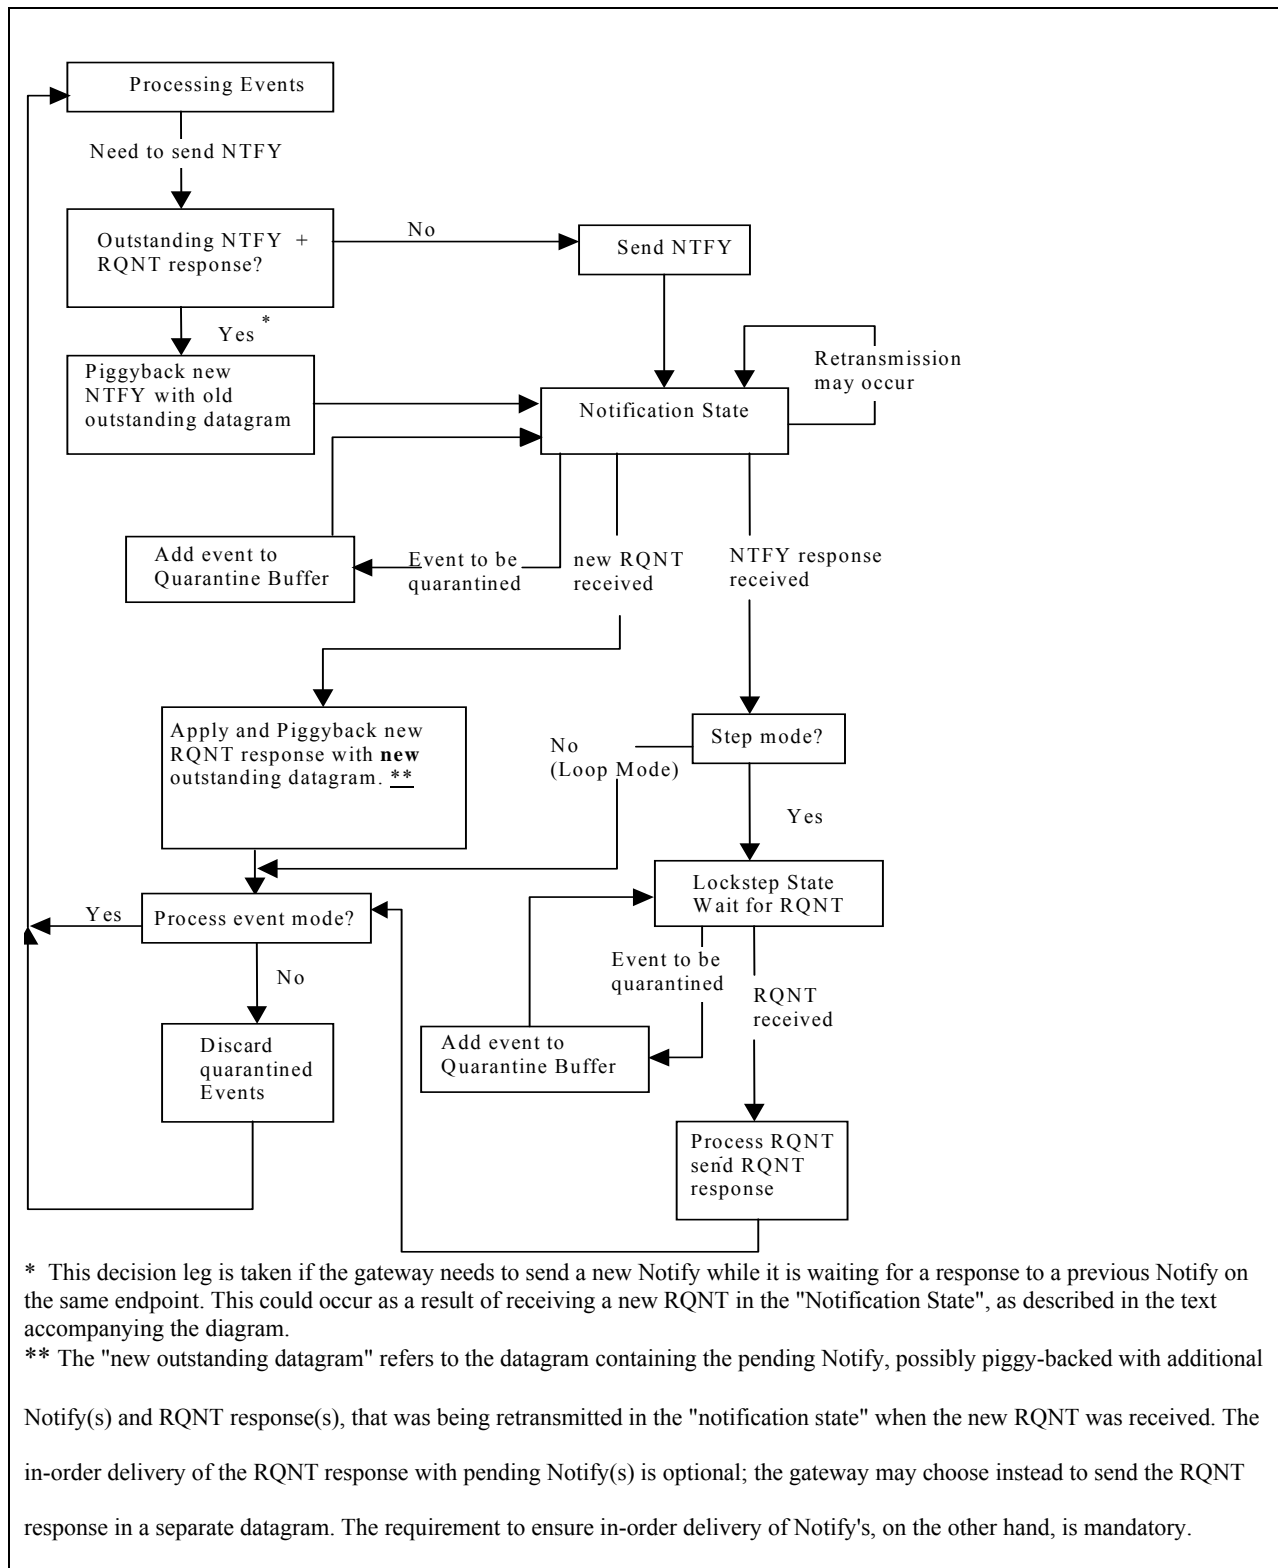 Processing Events
Need to send NTFY
Outstanding NTFY +
RQNT response?
No
Send NTFY
Yes *
Piggyback new
NTFY with old
outstanding datagram
Notification State
Retransmission
may occur
Add event to
Quarantine Buffer
Event to be
quarantined
new RQNT
received
NTFY response
received
Apply and Piggyback new
RQNT response with new
outstanding datagram. **
No
(Loop Mode)
Step mode?
Yes
Lockstep State
Wait for RQNT
Yes
Process event mode?
No
Event to be
quarantined
RQNT
received
Discard
quarantined
Events
Add event to
Quarantine Buffer
Process RQNT
send RQNT
response
* This decision leg is taken if the gateway needs to send a new Notify while it is waiting for a response to a previous Notify on
the same endpoint. This could occur as a result of receiving a new RQNT in the "Notification State", as described in the text
accompanying the diagram.
** The "new outstanding datagram" refers to the datagram containing the pending Notify, possibly piggy-backed with additional
Notify(s) and RQNT response(s), that was being retransmitted in the "notification state" when the new RQNT was received. The
in-order delivery of the RQNT response with pending Notify(s) is optional; the gateway may choose instead to send the RQNT
response in a separate datagram. The requirement to ensure in-order delivery of Notify's, on the other hand, is mandatory.